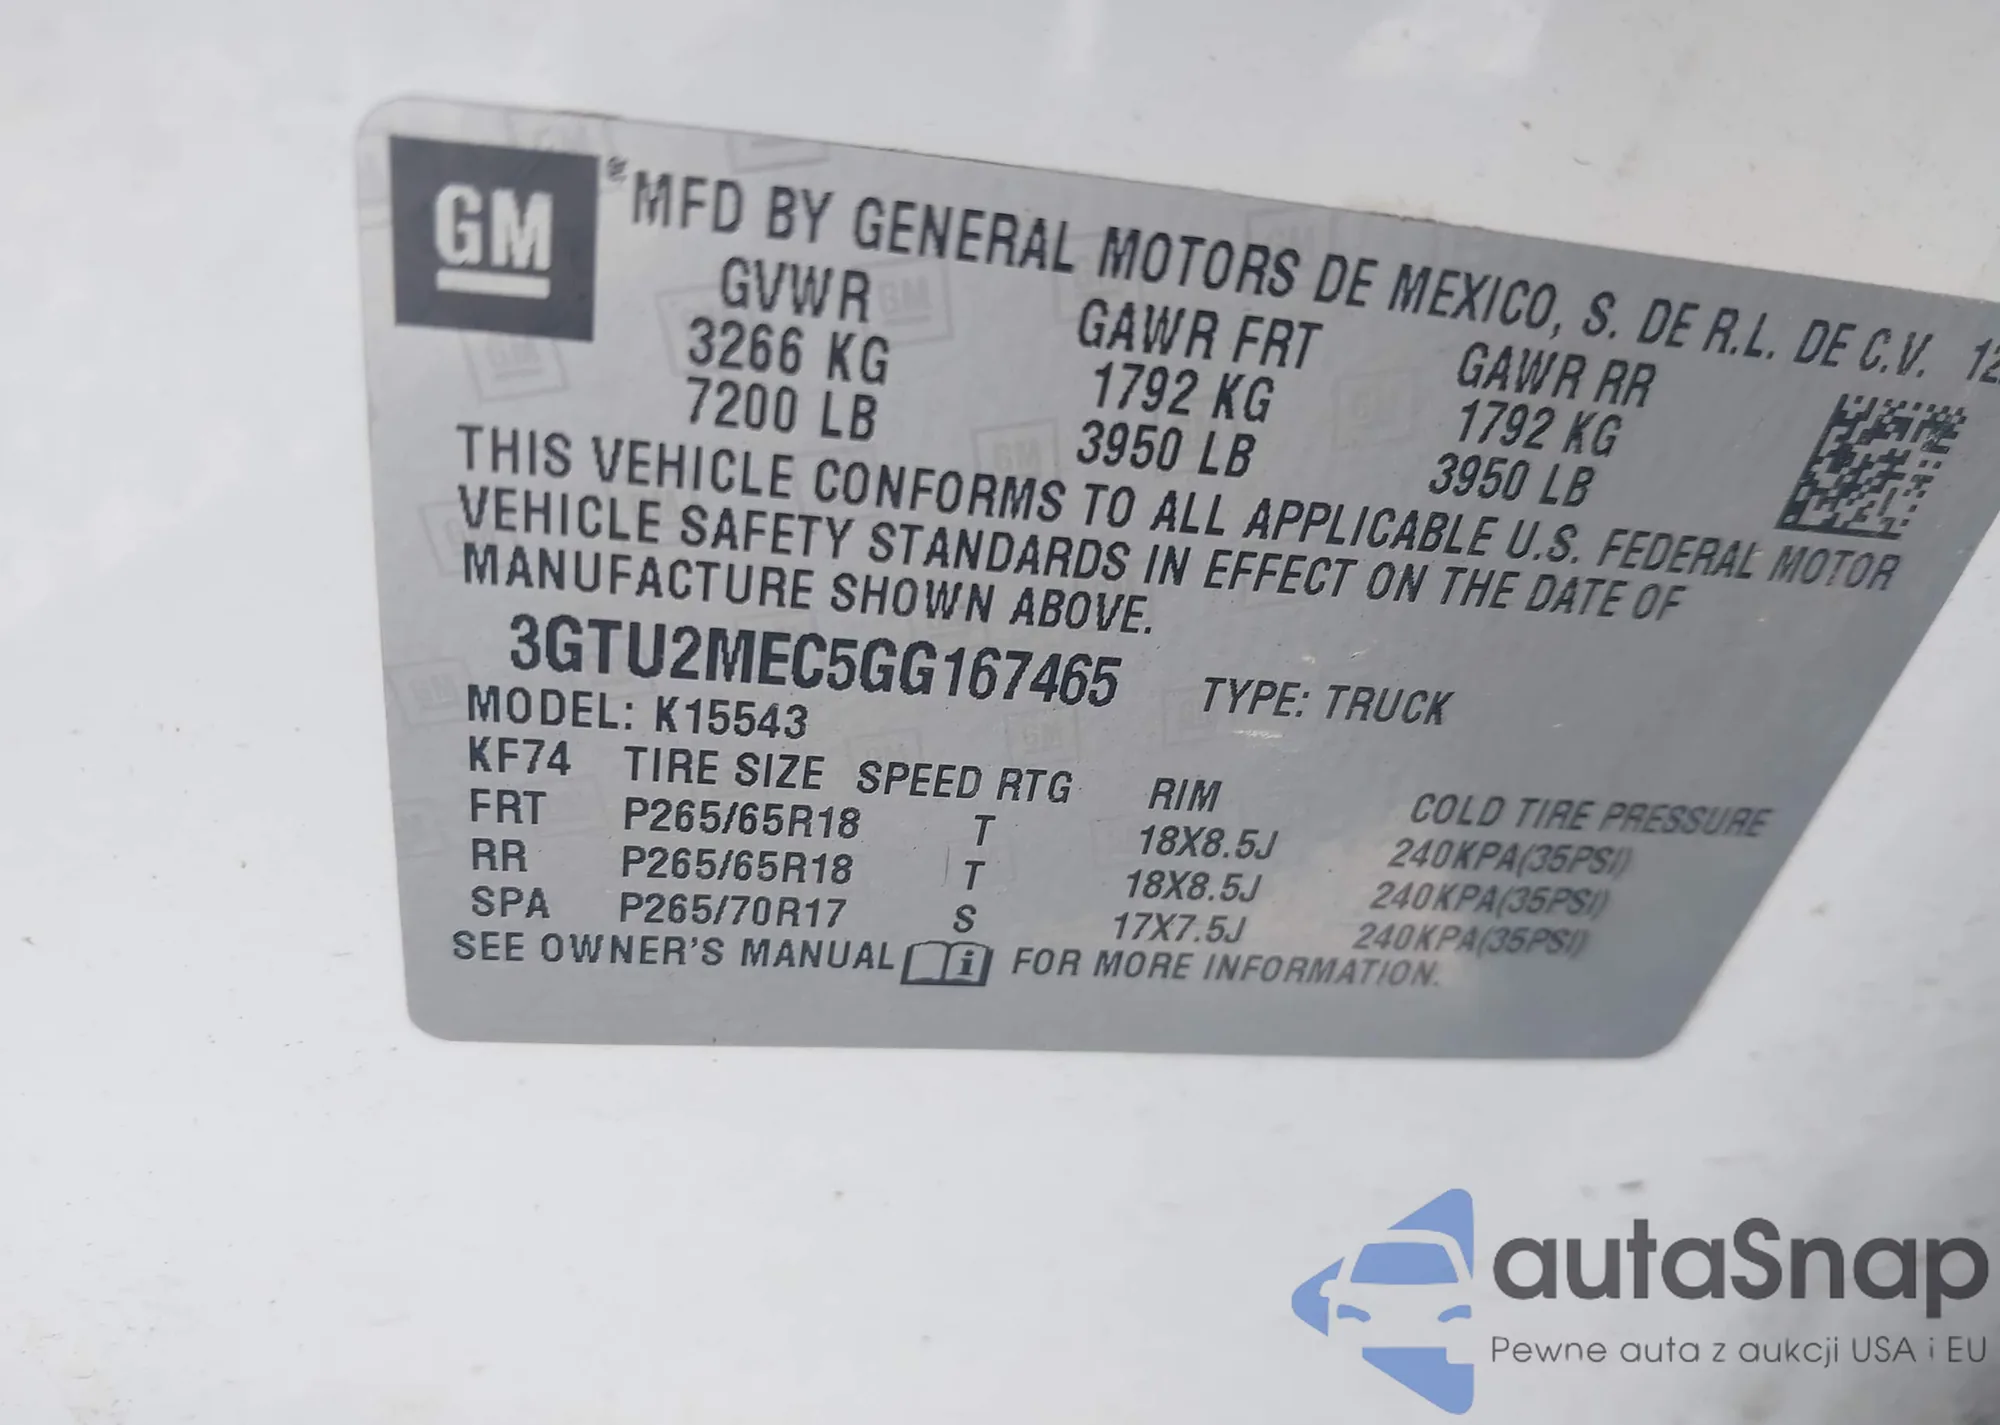 GM
® MFD BY GENERAL MOTORS DE MEXICO, S. DE R.L. DE C.V.
GVWR GAWR FRT GAWR RR
3266 KG 1792 KG 1792 KG
7200 LB 3950 LB 3950 LB
THIS VEHICLE CONFORMS TO ALL APPLICABLE U.S. FEDERAL MOTOR
VEHICLE SAFETY STANDARDS IN EFFECT ON THE DATE OF
MANUFACTURE SHOWN ABOVE.
3GTU2MEC5GG167465 TYPE: TRUCK
MODEL: K15543
KF74 TIRE SIZE SPEED RTG RIM COLD TIRE PRESSURE
FRT P265/65R18 T 18X8.5J 240KPA(35PSI)
RR P265/65R18 T 18X8.5J 240KPA(35PSI)
SPA P265/70R17 S 17X7.5J 240KPA(35PSI)
SEE OWNER'S MANUAL i FOR MORE INFORMATION.
autaSnap
Pewne auta z aukcji USA i EU